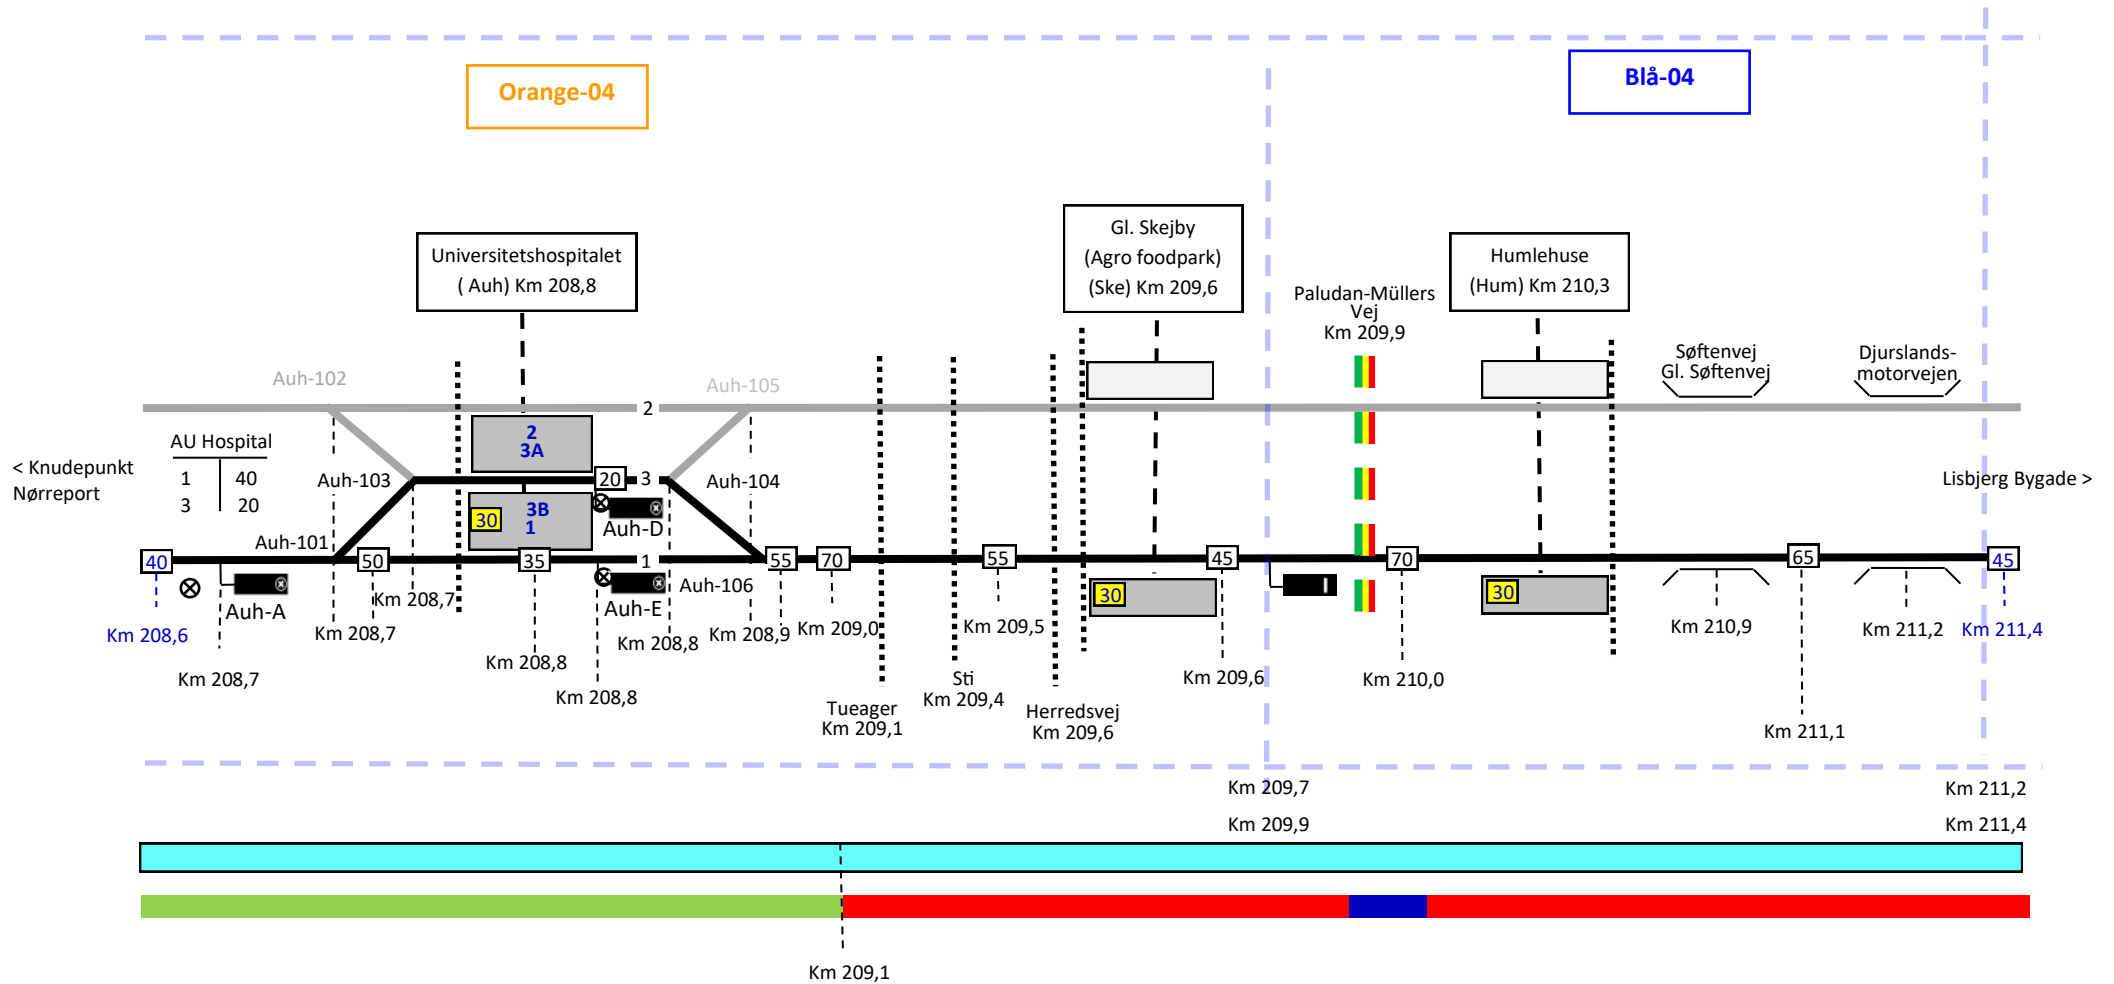 Orange-04
Blå-04
Universitetshospitalet
( Auh) Km 208,8
Gl. Skejby
(Agro foodpark)
(Ske) Km 209,6
Paludan-Müllers
Vej
Km 209,9
Humlehuse
(Hum) Km 210,3
Søftenvej
Gl. Søftenvej
Djurslands-
motorvejen
Auh-102
Auh-105
2
AU Hospital
1 40
3 20
< Knudepunkt
Nørreport
Lisbjerg Bygade >
2
3A
Auh-103
20
3
Auh-104
30
3B
1
Auh-D
Auh-101
40
50
35
1
55
70
55
45
70
65
45
Auh-A
Auh-E
Auh-106
30
30
Km 208,6
Km 208,7
Km 208,7
Km 208,7
Km 208,8
Km 208,8
Km 208,8
Km 208,9
Km 209,0
Tueager
Km 209,1
Sti
Km 209,4
Km 209,5
Herredsvej
Km 209,6
Km 209,6
Km 210,0
Km 210,9
Km 211,1
Km 211,2
Km 211,4
Km 209,7
Km 209,9
Km 211,2
Km 211,4
Km 209,1